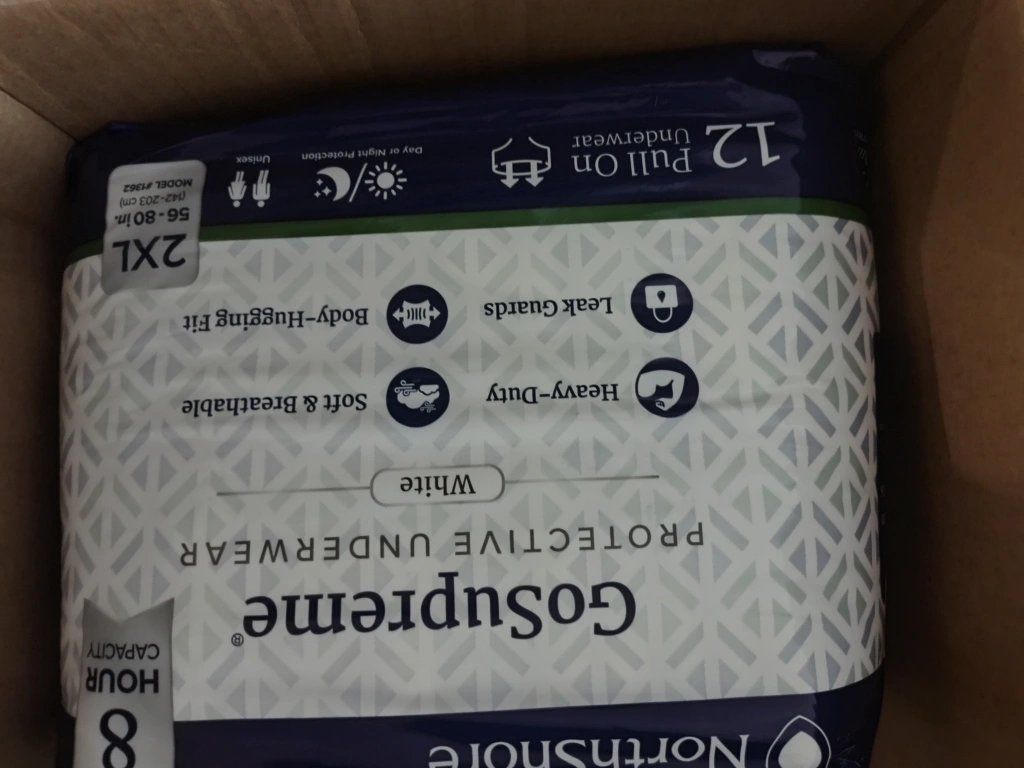 NorthShore
8
HOUR
CAPACITY
GoSupreme®
PROTECTIVE UNDERWEAR
White
Heavy-Duty
Soft & Breathable
Leak Guards
Body-Hugging Fit
2XL
56 - 80 in.
(142-203 cm)
MODEL #1362
12
Pull On
Underwear
Day or Night Protection
Unisex